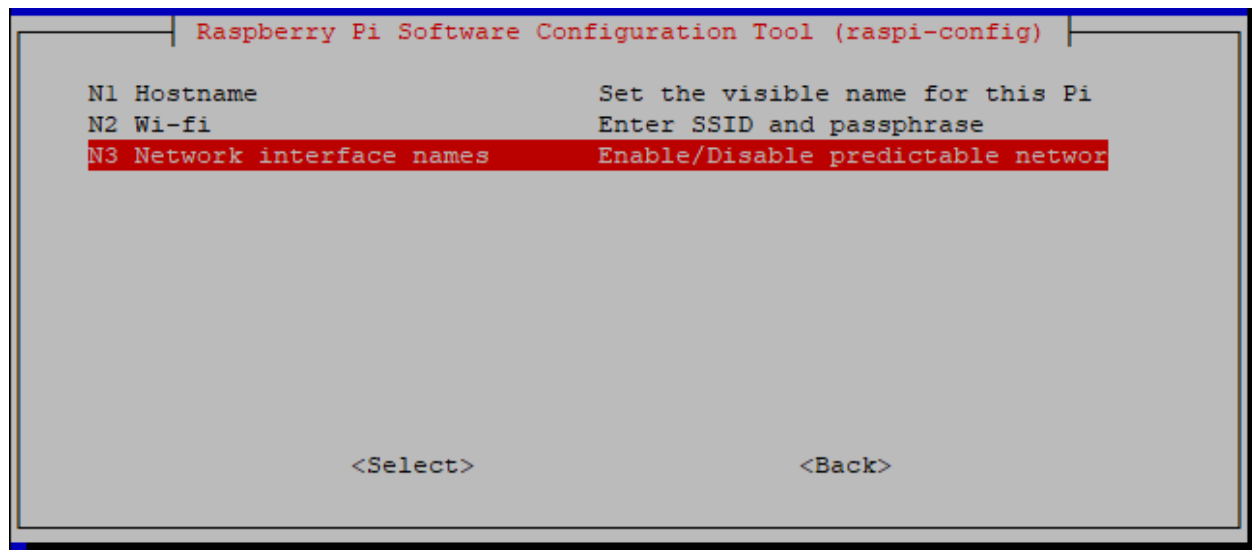 Raspberry Pi Software Configuration Tool (raspi-config)
N1 Hostname Set the visible name for this Pi
N2 Wi-fi Enter SSID and passphrase
N3 Network interface names Enable/Disable predictable networ
<Select> <Back>